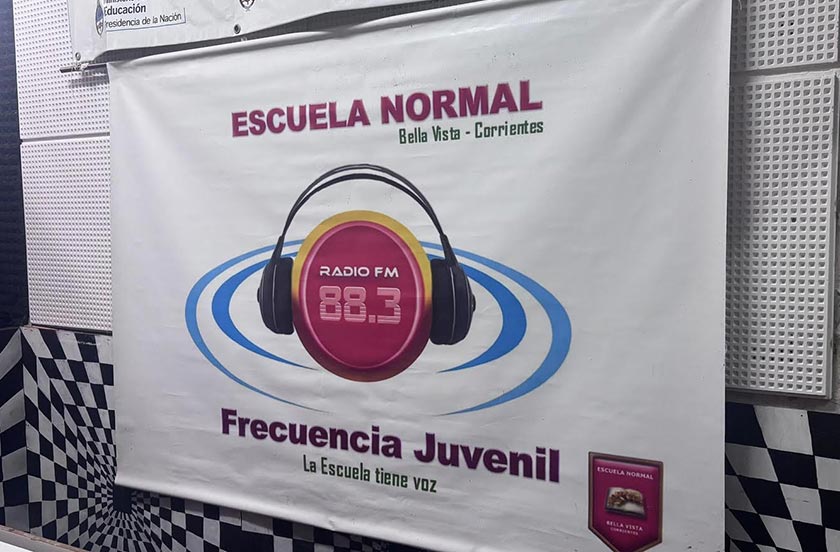 Educación
Presidencia de la Nación
ESCUELA NORMAL
Bella Vista - Corrientes
RADIO FM
88.3
Frecuencia Juvenil
La Escuela tiene voz
ESCUELA NORMAL
BELLA VISTA
CORRIENTES